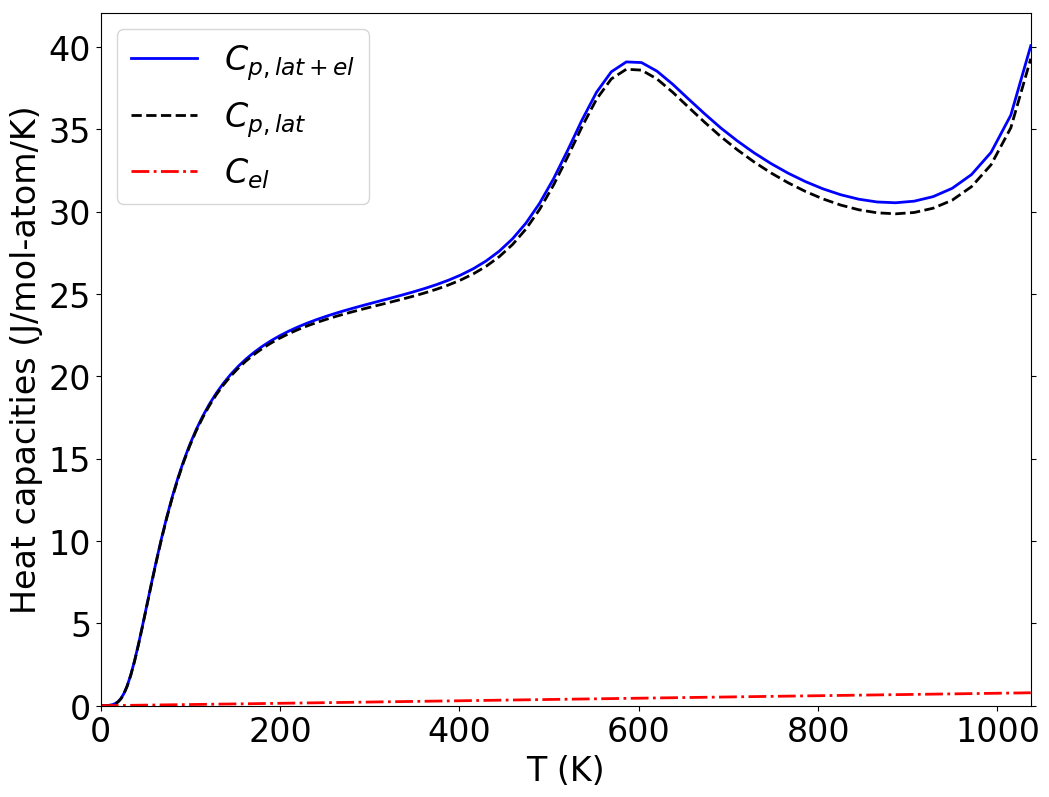 C_{p, lat + el}
C_{p, lat}
C_{el}
Heat capacities (J/mol-atom/K)
40
35
30
25
20
15
10
5
0
0 200 400 600 800 1000
T (K)